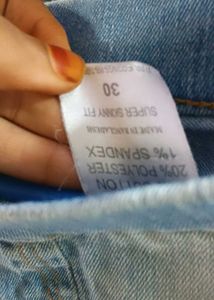 COTTON
20% POLYESTER
1% SPANDEX
MADE IN BANGLADESH
SUPER SKINNY FIT
30